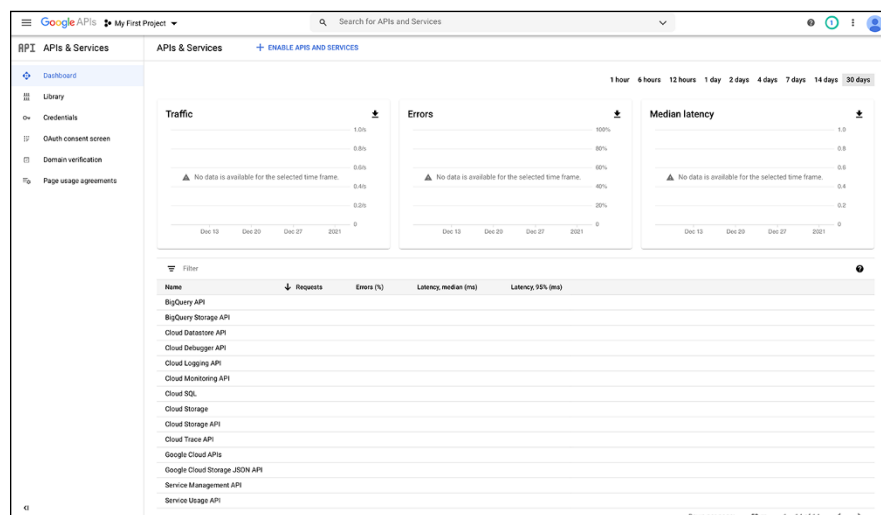 Google APIs My First Project Search for APIs and Services 1
API APIs & Services APIs & Services + ENABLE APIS AND SERVICES
Dashboard
Library
Credentials
OAuth consent screen
Domain verification
Page usage agreements
1 hour 6 hours 12 hours 1 day 2 days 4 days 7 days 14 days 30 days
Traffic
1.0/s
0.8/s
0.6/s
No data is available for the selected time frame.
0.4/s
0.2/s
0
Dec 13 Dec 20 Dec 27 2021
Errors
100%
80%
60%
No data is available for the selected time frame.
40%
20%
0
Dec 13 Dec 20 Dec 27 2021
Median latency
1.0
0.8
0.6
No data is available for the selected time frame.
0.4
0.2
0
Dec 13 Dec 20 Dec 27 2021
Filter
Name Requests Errors (%) Latency, median (ms) Latency, 95% (ms)
BigQuery API
BigQuery Storage API
Cloud Datastore API
Cloud Debugger API
Cloud Logging API
Cloud Monitoring API
Cloud SQL
Cloud Storage
Cloud Storage API
Cloud Trace API
Google Cloud APIs
Google Cloud Storage JSON API
Service Management API
Service Usage API